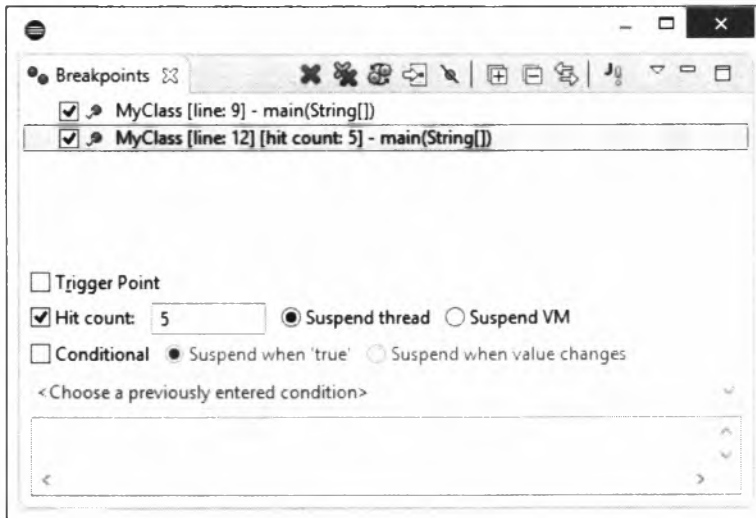 Breakpoints
MyClass [line: 9] - main(String[])
MyClass [line: 12] [hit count: 5] - main(String[])
Trigger Point
Hit count: 5 Suspend thread Suspend VM
Conditional Suspend when 'true' Suspend when value changes
<Choose a previously entered condition>